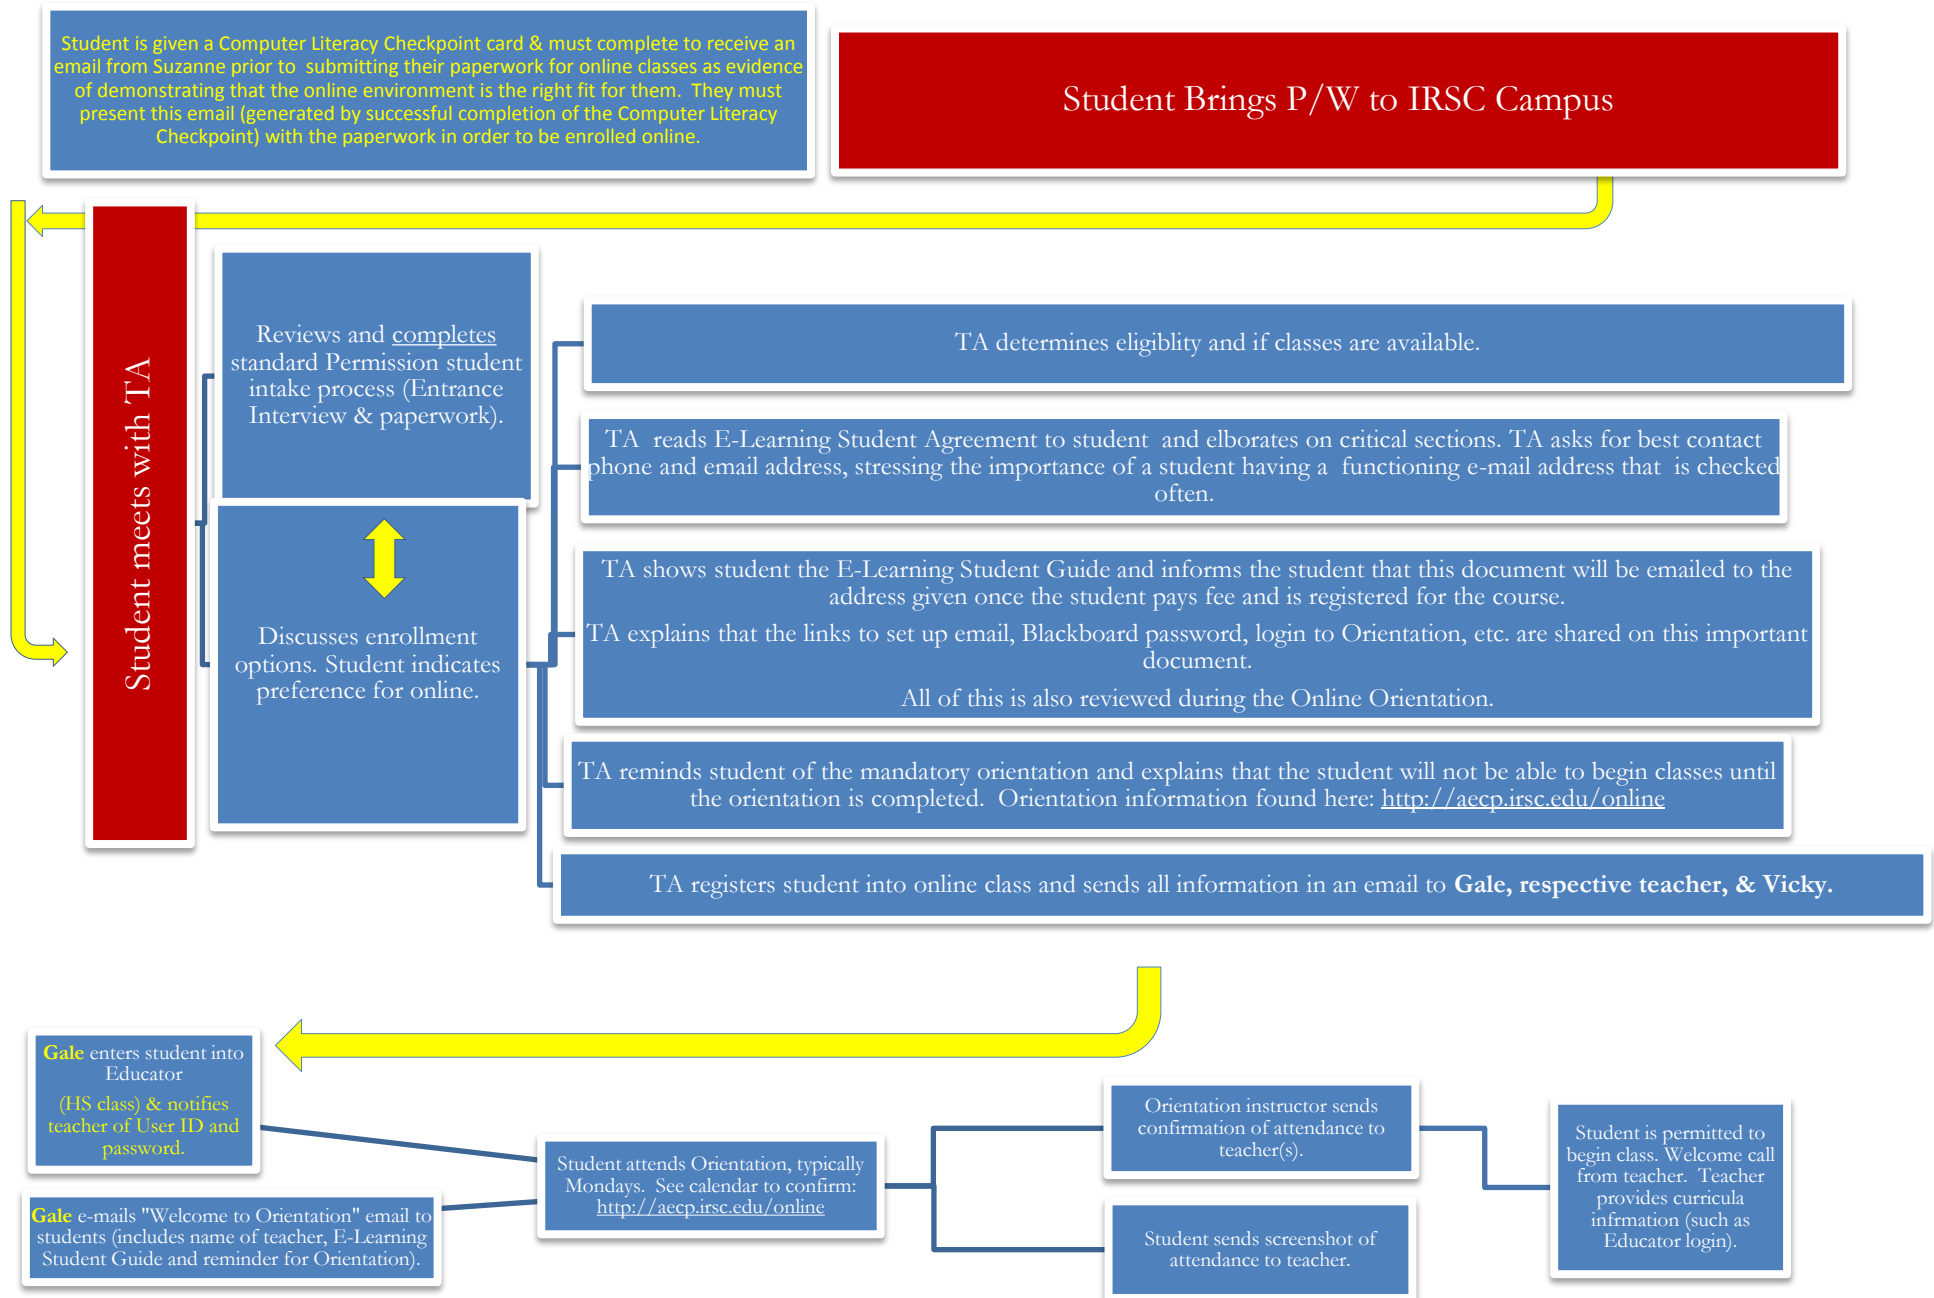 Student is given a Computer Literacy Checkpoint card & must complete to receive an
email from Suzanne prior to submitting their paperwork for online classes as evidence
of demonstrating that the online environment is the right fit for them. They must
present this email (generated by successful completion of the Computer Literacy
Checkpoint) with the paperwork in order to be enrolled online.
Student Brings P/W to IRSC Campus
Student meets with TA
Reviews and completes
standard Permission student
intake process (Entrance
Interview & paperwork).
Discusses enrollment
options. Student indicates
preference for online.
TA determines eligiblity and if classes are available.
TA reads E-Learning Student Agreement to student and elborates on critical sections. TA asks for best contact
phone and email address, stressing the importance of a student having a functioning e-mail address that is checked
often.
TA shows student the E-Learning Student Guide and informs the student that this document will be emailed to the
address given once the student pays fee and is registered for the course.
TA explains that the links to set up email, Blackboard password, login to Orientation, etc. are shared on this important
document.
All of this is also reviewed during the Online Orientation.
TA reminds student of the mandatory orientation and explains that the student will not be able to begin classes until
the orientation is completed. Orientation information found here: http://aecp.irsc.edu/online
TA registers student into online class and sends all information in an email to Gale, respective teacher, & Vicky.
Gale enters student into
Educator
(HS class) & notifies
teacher of User ID and
password.
Gale e-mails "Welcome to Orientation" email to
students (includes name of teacher, E-Learning
Student Guide and reminder for Orientation).
Student attends Orientation, typically
Mondays. See calendar to confirm:
http://aecp.irsc.edu/online
Orientation instructor sends
confirmation of attendance to
teacher(s).
Student sends screenshot of
attendance to teacher.
Student is permitted to
begin class. Welcome call
from teacher. Teacher
provides curricula
infrmation (such as
Educator login).